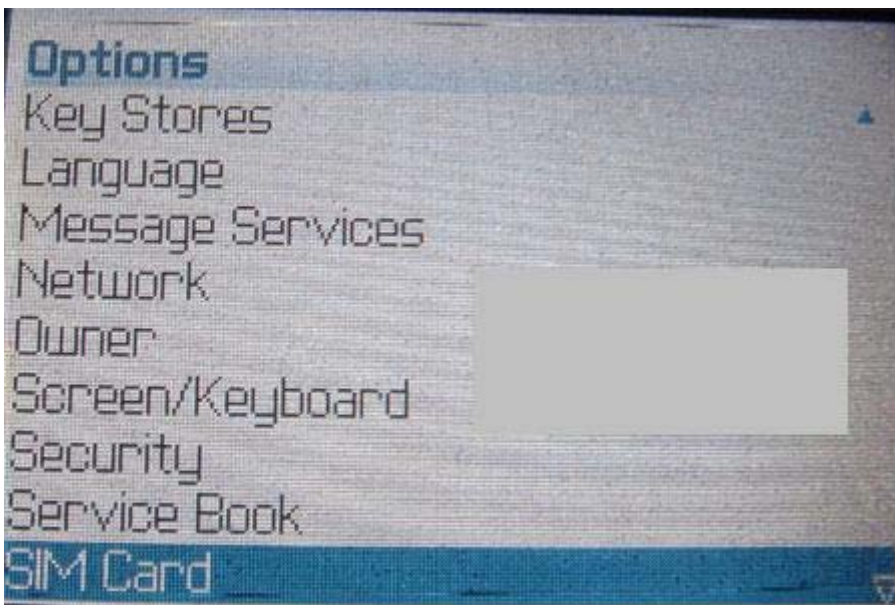 Options
Key Stores
Language
Message Services
Network
Owner
Screen/Keyboard
Security
Service Book
SIM Card